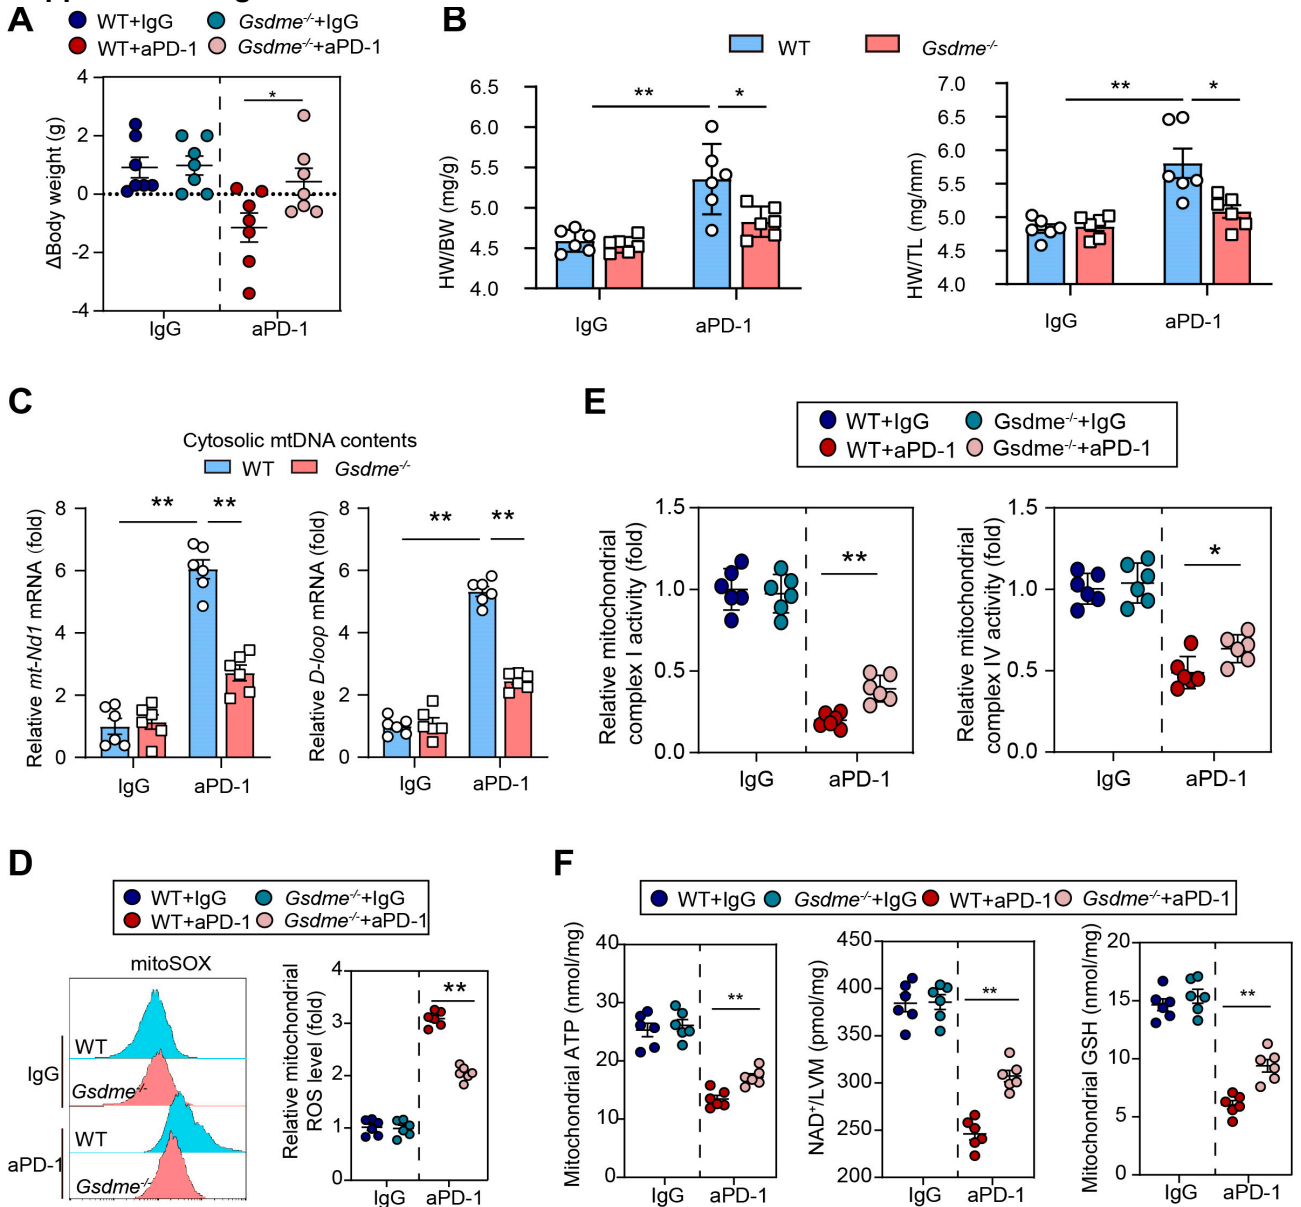 A
WT+IgG
Gsdme-/-+IgG
WT+aPD-1
Gsdme-/-+aPD-1
ΔBody weight (g)
4
2
0
-2
-4
*
IgG
aPD-1
B
WT
Gsdme-/-
HW/BW (mg/g)
6.5
6.0
5.5
5.0
4.5
4.0
**
*
IgG
aPD-1
HW/TL (mg/mm)
7.0
6.5
6.0
5.5
5.0
4.5
4.0
**
*
IgG
aPD-1
C
Cytosolic mtDNA contents
WT
Gsdme-/-
Relative mt-Nd1 mRNA (fold)
8
6
4
2
0
**
**
IgG
aPD-1
Relative D-loop mRNA (fold)
8
6
4
2
0
**
**
IgG
aPD-1
E
WT+IgG
Gsdme-/-+IgG
WT+aPD-1
Gsdme-/-+aPD-1
Relative mitochondrial
complex I activity (fold)
1.5
1.0
0.5
0.0
**
IgG
aPD-1
Relative mitochondrial
complex IV activity (fold)
1.5
1.0
0.5
0.0
*
IgG
aPD-1
D
WT+IgG
Gsdme-/-+IgG
WT+aPD-1
Gsdme-/-+aPD-1
mitoSOX
IgG
WT
Gsdme-/-
aPD-1
WT
Gsdme-/-
Relative mitochondrial
ROS level (fold)
4
3
2
1
0
**
IgG
aPD-1
F
WT+IgG
Gsdme-/-+IgG
WT+aPD-1
Gsdme-/-+aPD-1
Mitochondrial ATP (nmol/mg)
40
30
20
10
0
**
IgG
aPD-1
NAD+/LVM (pmol/mg)
450
400
350
300
250
200
**
IgG
aPD-1
Mitochondrial GSH (nmol/mg)
20
15
10
5
0
**
IgG
aPD-1